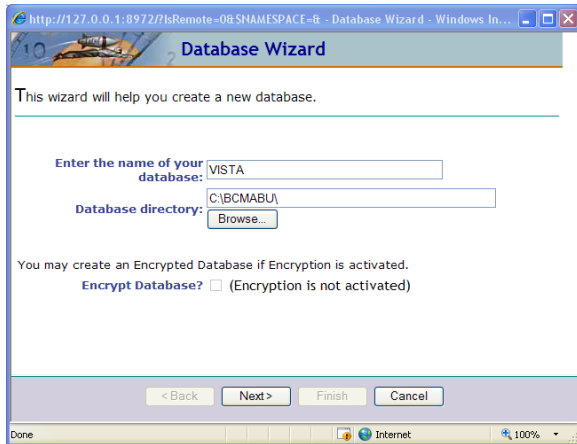 http://127.0.0.1:8972/?IsRemote=0&$NAMESPACE=& - Database Wizard - Windows In...
Database Wizard
This wizard will help you create a new database.
Enter the name of your database: VISTA
Database directory: C:\BCMABU\
Browse...
You may create an Encrypted Database if Encryption is activated.
Encrypt Database? (Encryption is not activated)
< Back Next > Finish Cancel
Done Internet 100%